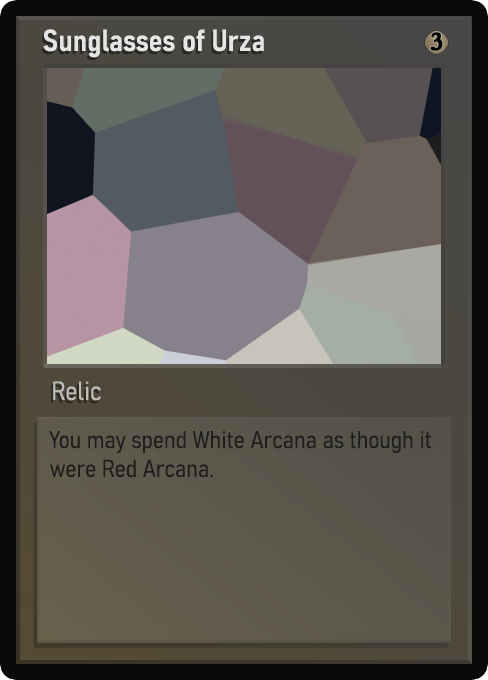 Sunglasses of Urza 3
Relic
You may spend White Arcana as though it
were Red Arcana.